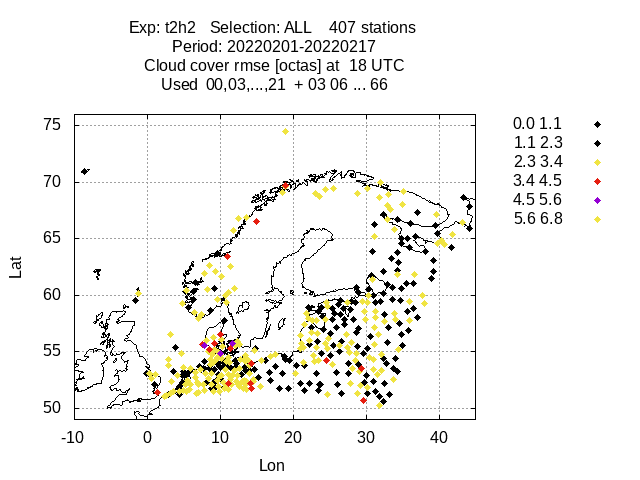 Exp: t2h2 Selection: ALL 407 stations
Period: 20220201-20220217
Cloud cover rmse [octas] at 18 UTC
Used 00,03,...,21 + 03 06 ... 66
0.0 1.1
1.1 2.3
2.3 3.4
3.4 4.5
4.5 5.6
5.6 6.8
75
70
65
60
55
50
Lat
-10 0 10 20 30 40
Lon